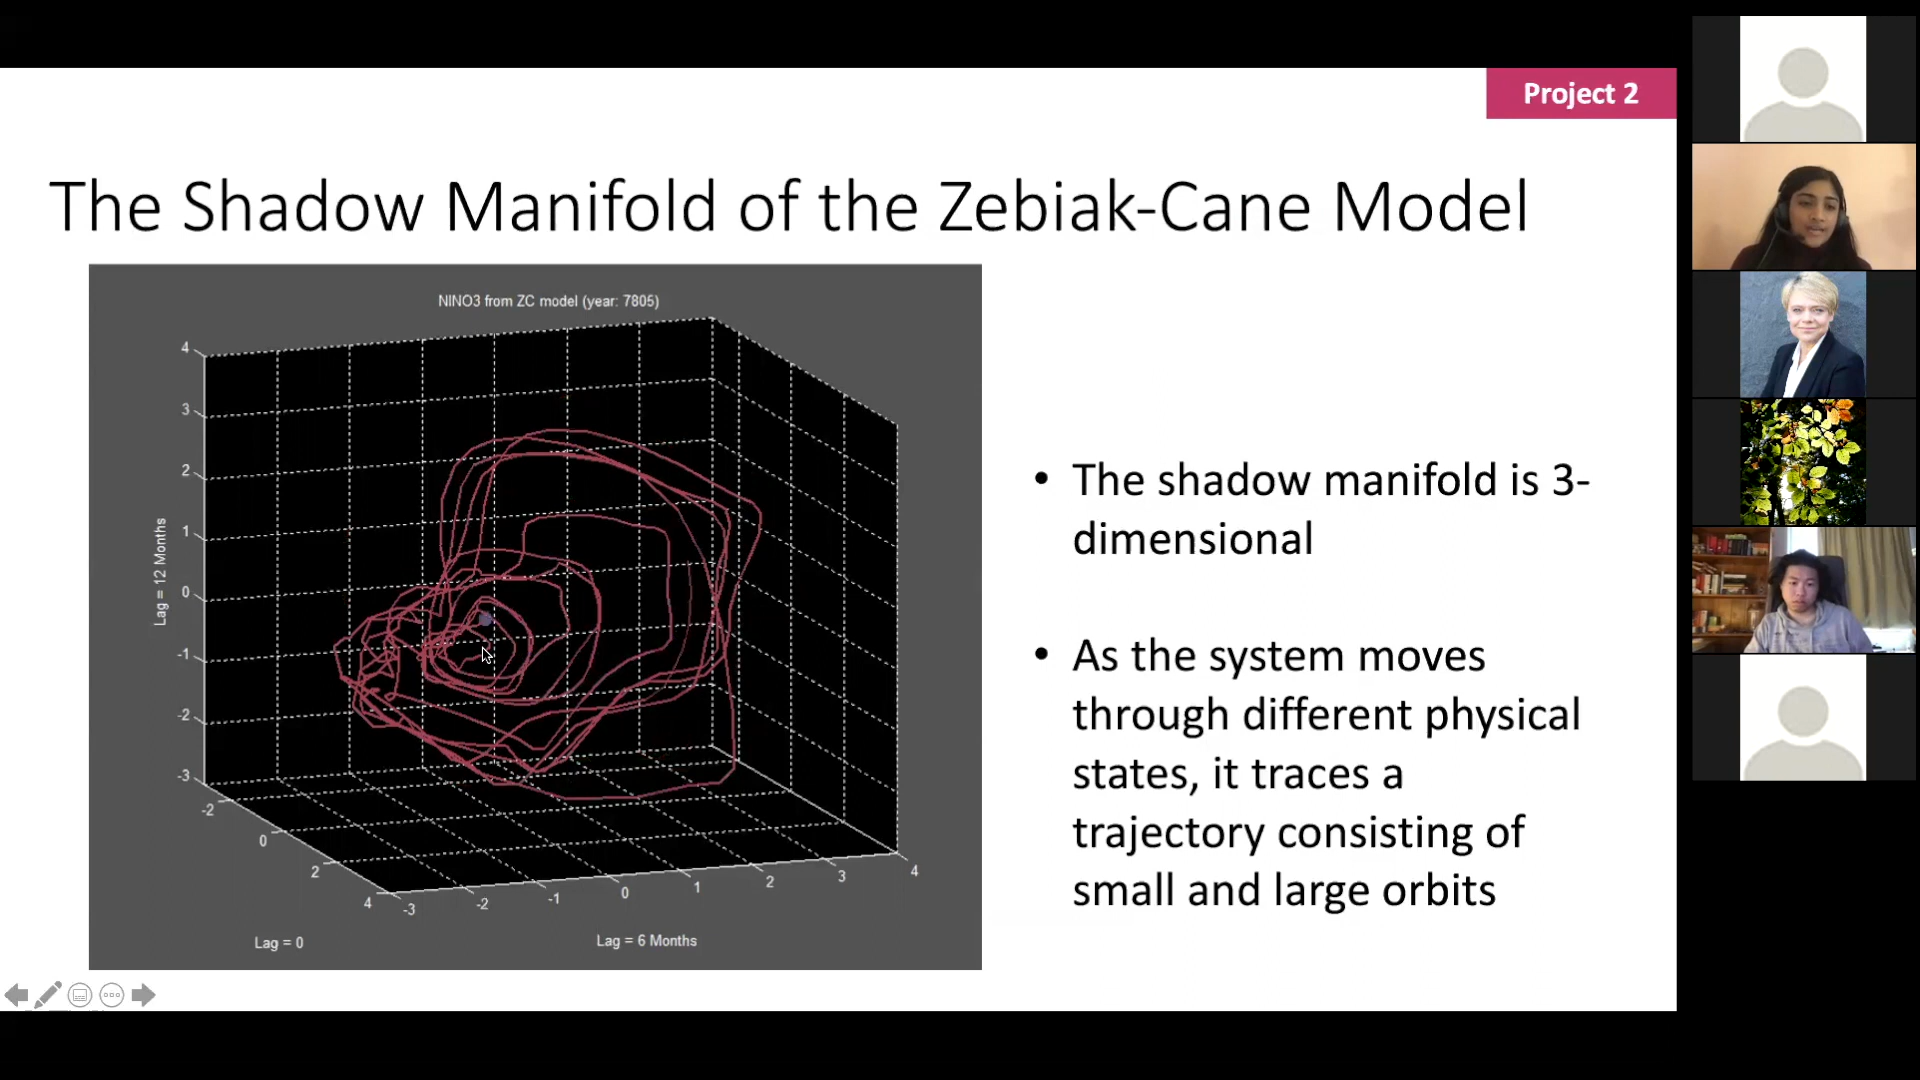 Project 2
The Shadow Manifold of the Zebiak-Cane Model
NINO3 from ZC model (year: 7805)
4
3
2
1
0
-1
-2
-3
Lag = 12 Months
-2
0
2
4
Lag = 0
-3
-2
-1
0
1
2
3
4
Lag = 6 Months
• The shadow manifold is 3-
dimensional
• As the system moves
through different physical
states, it traces a
trajectory consisting of
small and large orbits